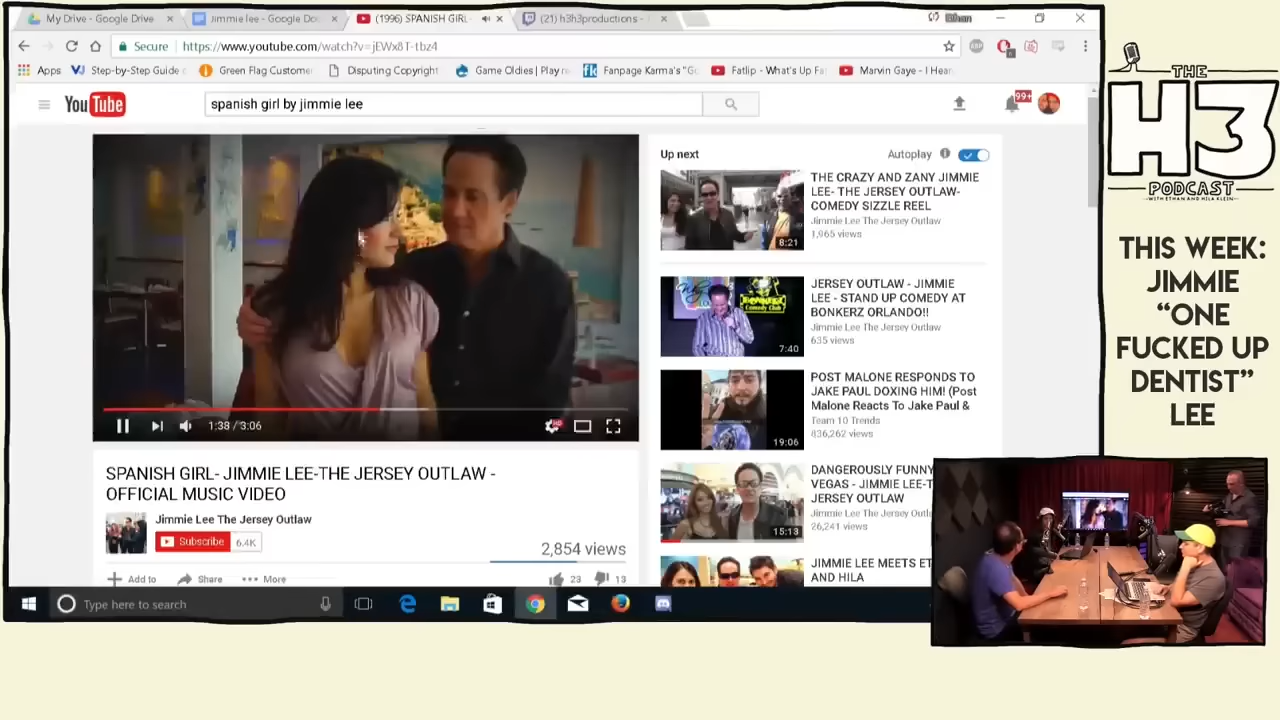 My Drive - Google Drive
Jimmie lee - Google Do
(1996) SPANISH GIRL
(21) h3h3productions -
Ethan
Secure
https://www.youtube.com/watch?v=jEWx8T-tbz4
Apps
Step-by-Step Guide
Green Flag Custome
Disputing Copyright
Game Oldies | Play re
Fanpage Karma's "G
Fatlip - What's Up Fa
Marvin Gaye - I Hear
YouTube
spanish girl by jimmie lee
99+
1:38 / 3:06
SPANISH GIRL- JIMMIE LEE-THE JERSEY OUTLAW -
OFFICIAL MUSIC VIDEO
Jimmie Lee The Jersey Outlaw
Subscribe 6.4K
2,854 views
Add to Share More
23 13
Up next
Autoplay
THE CRAZY AND ZANY JIMMIE
LEE- THE JERSEY OUTLAW-
COMEDY SIZZLE REEL
Jimmie Lee The Jersey Outlaw
1,965 views
8:21
JERSEY OUTLAW - JIMMIE
LEE - STAND UP COMEDY AT
BONKERZ ORLANDO!!
Jimmie Lee The Jersey Outlaw
635 views
7:40
POST MALONE RESPONDS TO
JAKE PAUL DOXING HIM! (Post
Malone Reacts To Jake Paul &
Team 10 Trends
836,262 views
19:06
DANGEROUSLY FUNNY
VEGAS - JIMMIE LEE-T
JERSEY OUTLAW
Jimmie Lee The Jersey Outl
26,241 views
15:13
JIMMIE LEE MEETS ET
AND HILA
Type here to search
THE
H3
PODCAST
-WITH ETHAN AND HILA KLEIN-
THIS WEEK:
JIMMIE
“ONE
FUCKED UP
DENTIST”
LEE